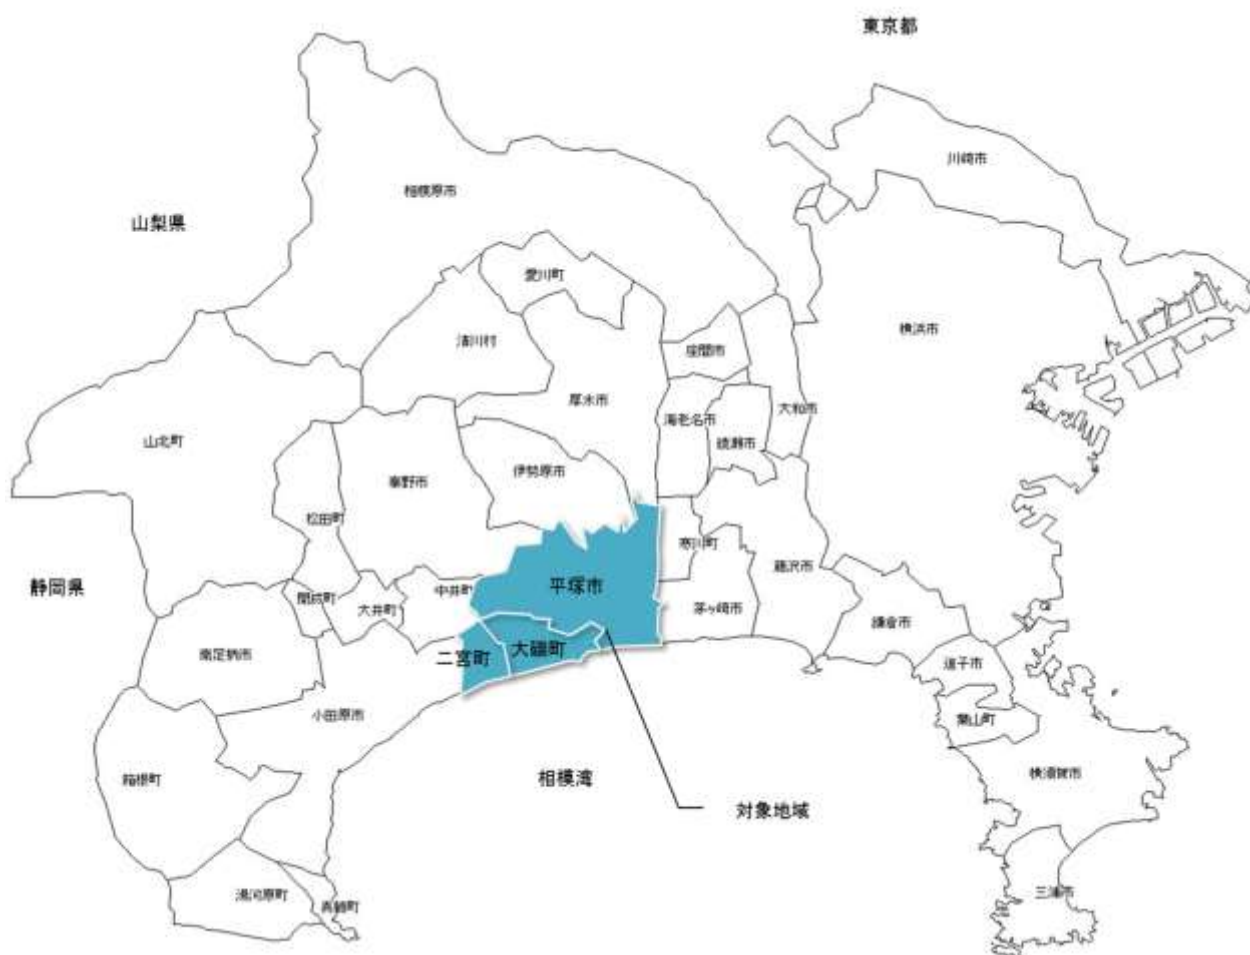 東京都
川崎市
相模原市
山梨県
愛川町
横浜市
清川村
座間市
厚木市
大和市
海老名市
綾瀬市
山北町
伊勢原市
秦野市
松田町
寒川町
藤沢市
静岡県
平塚市
中井町
開成町
大井町
茅ヶ崎市
鎌倉市
大磯町
二宮町
南足柄市
逗子市
小田原市
葉山町
横須賀市
箱根町
相模湾
対象地域
湯河原町
真鶴町
三浦市